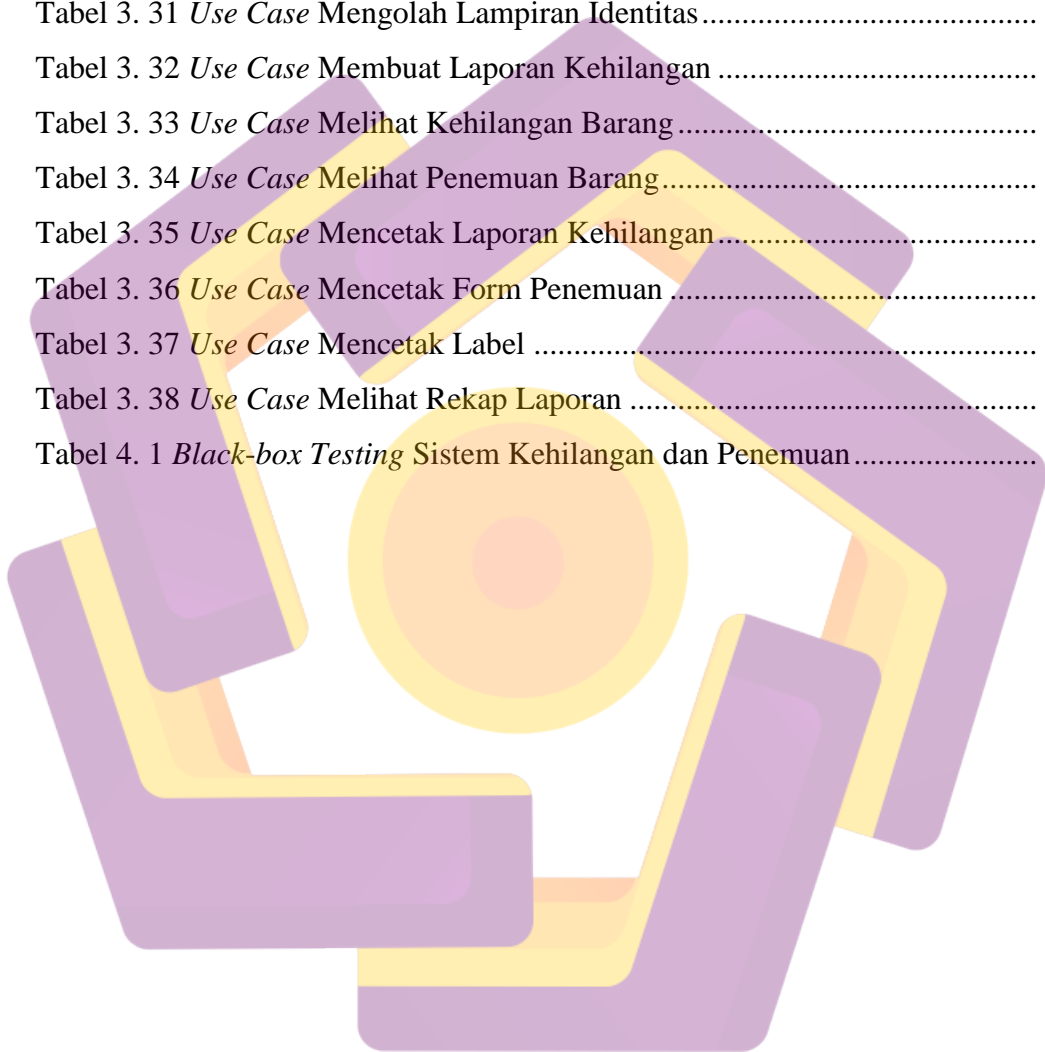 Tabel 3. 31 Use Case Mengolah Lampiran Identitas........................................
Tabel 3. 32 Use Case Membuat Laporan Kehilangan ......................................
Tabel 3. 33 Use Case Melihat Kehilangan Barang...........................................
Tabel 3. 34 Use Case Melihat Penemuan Barang.............................................
Tabel 3. 35 Use Case Mencetak Laporan Kehilangan......................................
Tabel 3. 36 Use Case Mencetak Form Penemuan ............................................
Tabel 3. 37 Use Case Mencetak Label .............................................................
Tabel 3. 38 Use Case Melihat Rekap Laporan .................................................
Tabel 4. 1 Black-box Testing Sistem Kehilangan dan Penemuan......................